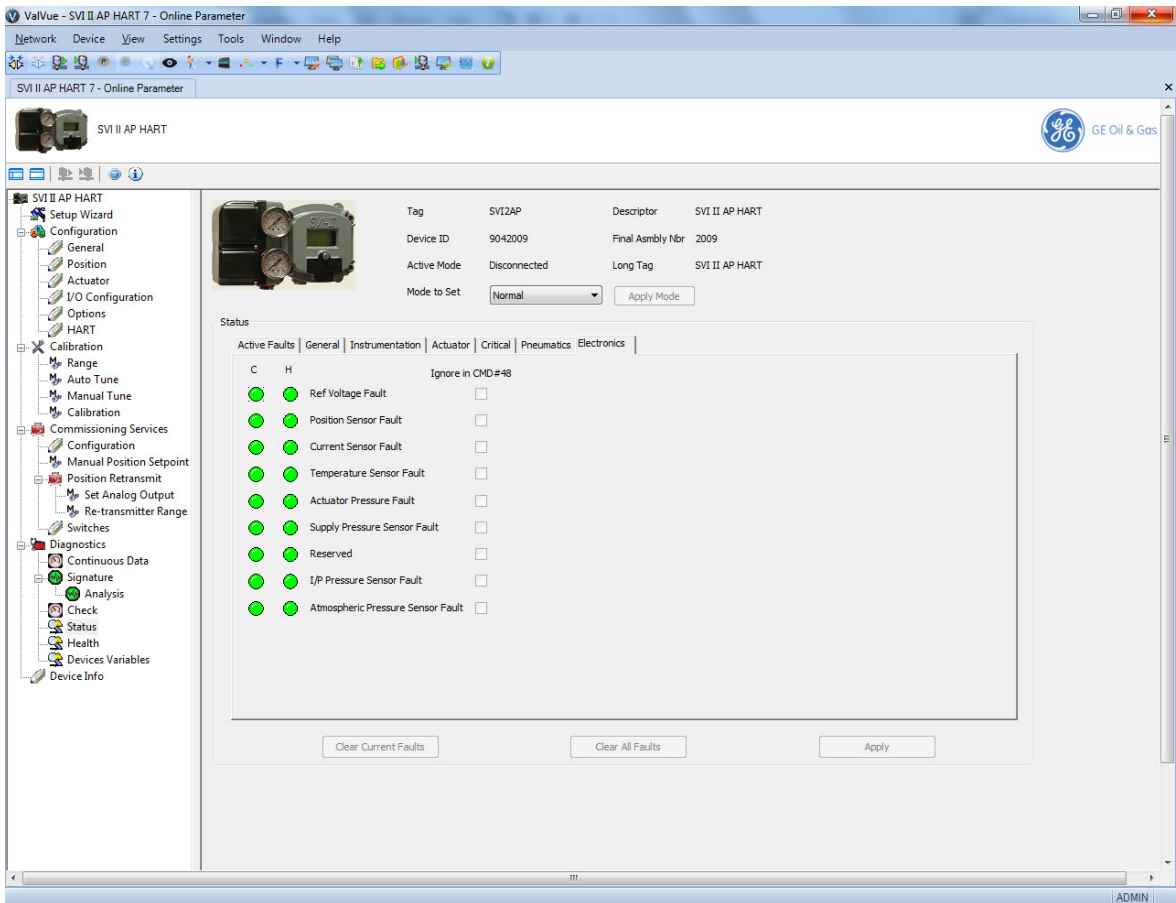 ValVue - SVI II AP HART 7 - Online Parameter
Network Device View Settings Tools Window Help
SVI II AP HART 7 - Online Parameter
SVI II AP HART
GE Oil & Gas
SVI II AP HART
Setup Wizard
Configuration
General
Position
Actuator
I/O Configuration
Options
HART
Calibration
Range
Auto Tune
Manual Tune
Calibration
Commissioning Services
Configuration
Manual Position Setpoint
Position Retransmit
Set Analog Output
Re-transmitter Range
Switches
Diagnostics
Continuous Data
Signature
Analysis
Check
Status
Health
Devices Variables
Device Info
Tag SVI2AP Descriptor SVI II AP HART
Device ID 9042009 Final Asmbly Nbr 2009
Active Mode Disconnected Long Tag SVI II AP HART
Mode to Set Normal Apply Mode
Status
Active Faults General Instrumentation Actuator Critical Pneumatics Electronics
C H Ignore in CMD#48
Ref Voltage Fault
Position Sensor Fault
Current Sensor Fault
Temperature Sensor Fault
Actuator Pressure Fault
Supply Pressure Sensor Fault
Reserved
I/P Pressure Sensor Fault
Atmospheric Pressure Sensor Fault
Clear Current Faults Clear All Faults Apply
ADMIN